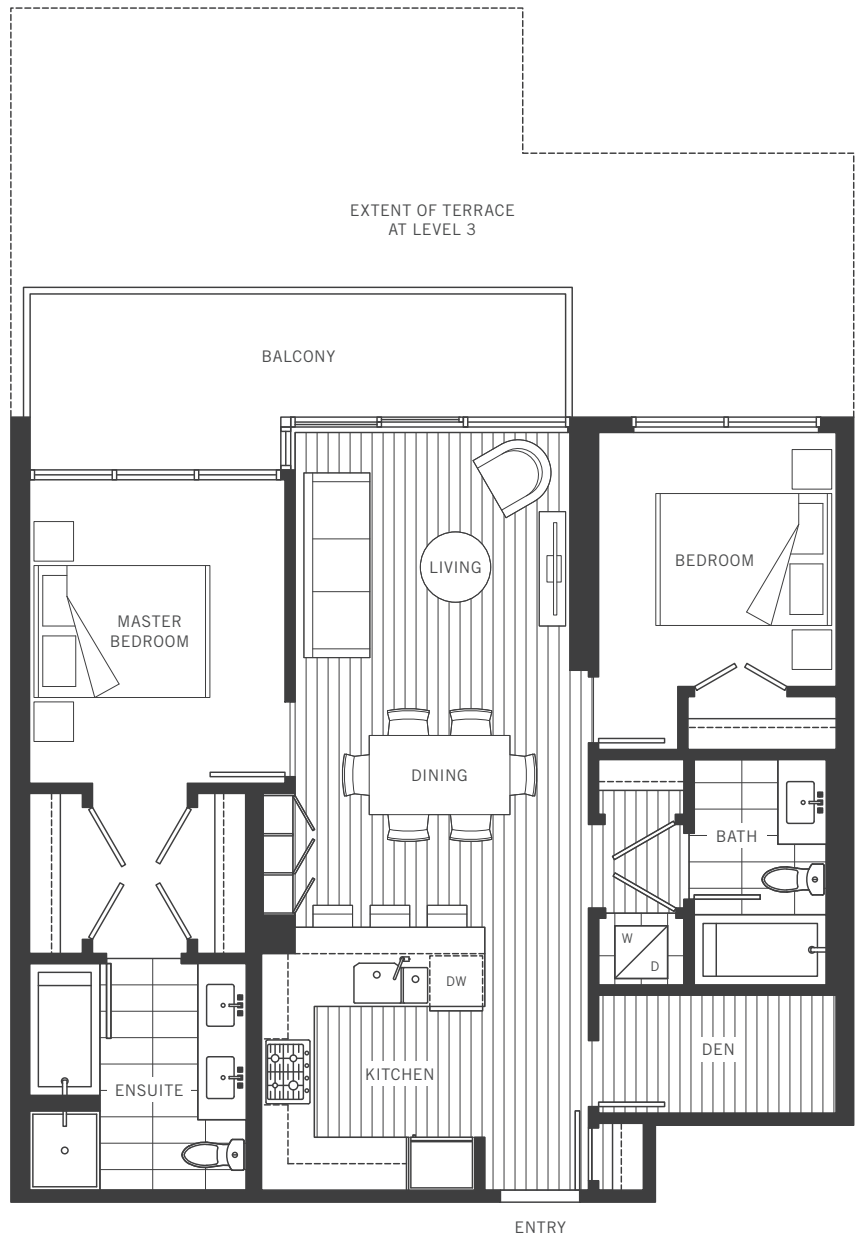 EXTENT OF TERRACE
AT LEVEL 3
BALCONY
LIVING
BEDROOM
MASTER
BEDROOM
DINING
BATH
W
D
DW
DEN
KITCHEN
ENSUITE
ENTRY